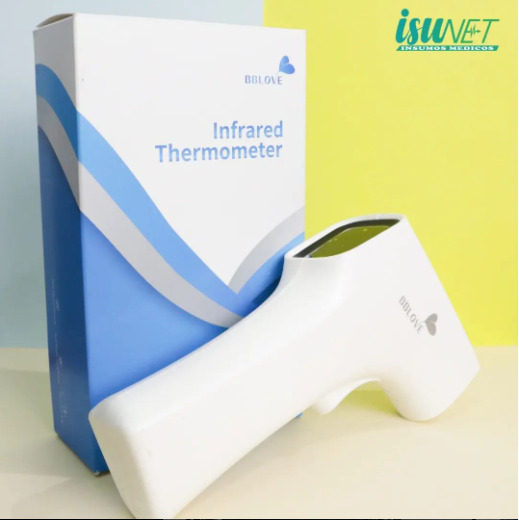 isuNET
INSUMOS MEDICOS
BBLOVE
Infrared
Thermometer
BBLOVE